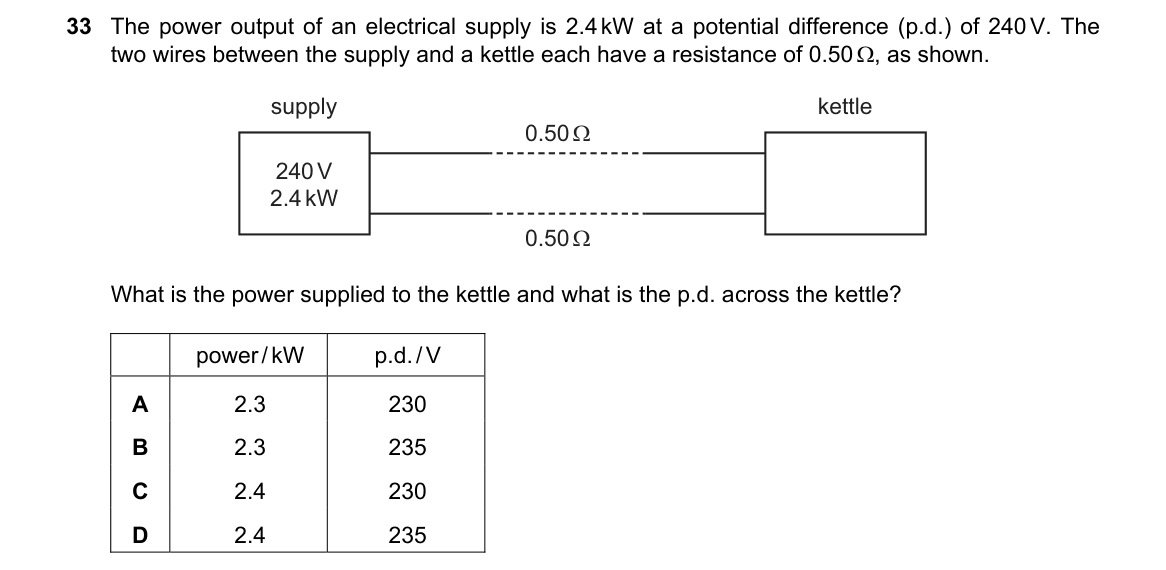 33 The power output of an electrical supply is 2.4 kW at a potential difference (p.d.) of 240 V. The
two wires between the supply and a kettle each have a resistance of 0.50 Ω, as shown.
supply
kettle
0.50 Ω
240 V
2.4 kW
0.50 Ω
What is the power supplied to the kettle and what is the p.d. across the kettle?
power / kW p.d. / V
A 2.3 230
B 2.3 235
C 2.4 230
D 2.4 235